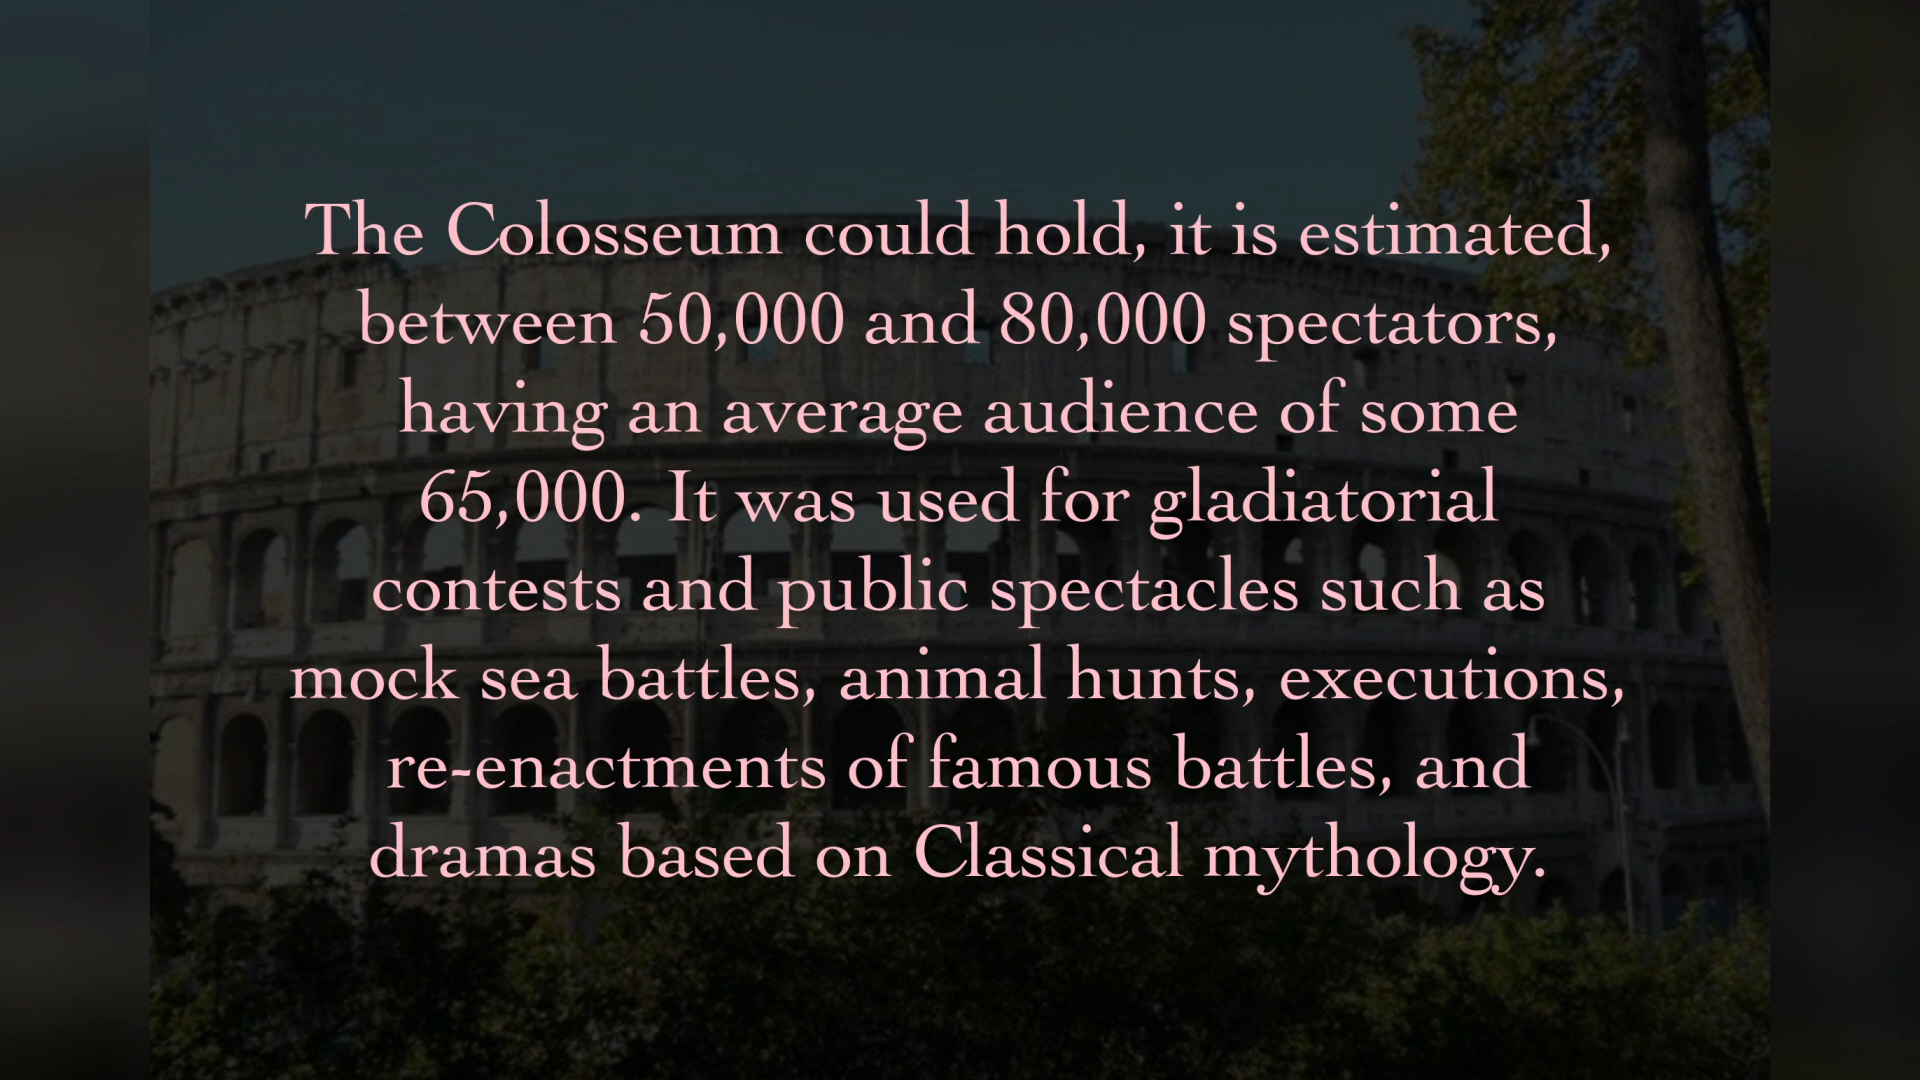 The Colosseum could hold, it is estimated,
between 50,000 and 80,000 spectators,
having an average audience of some
65,000. It was used for gladiatorial
contests and public spectacles such as
mock sea battles, animal hunts, executions,
re-enactments of famous battles, and
dramas based on Classical mythology.